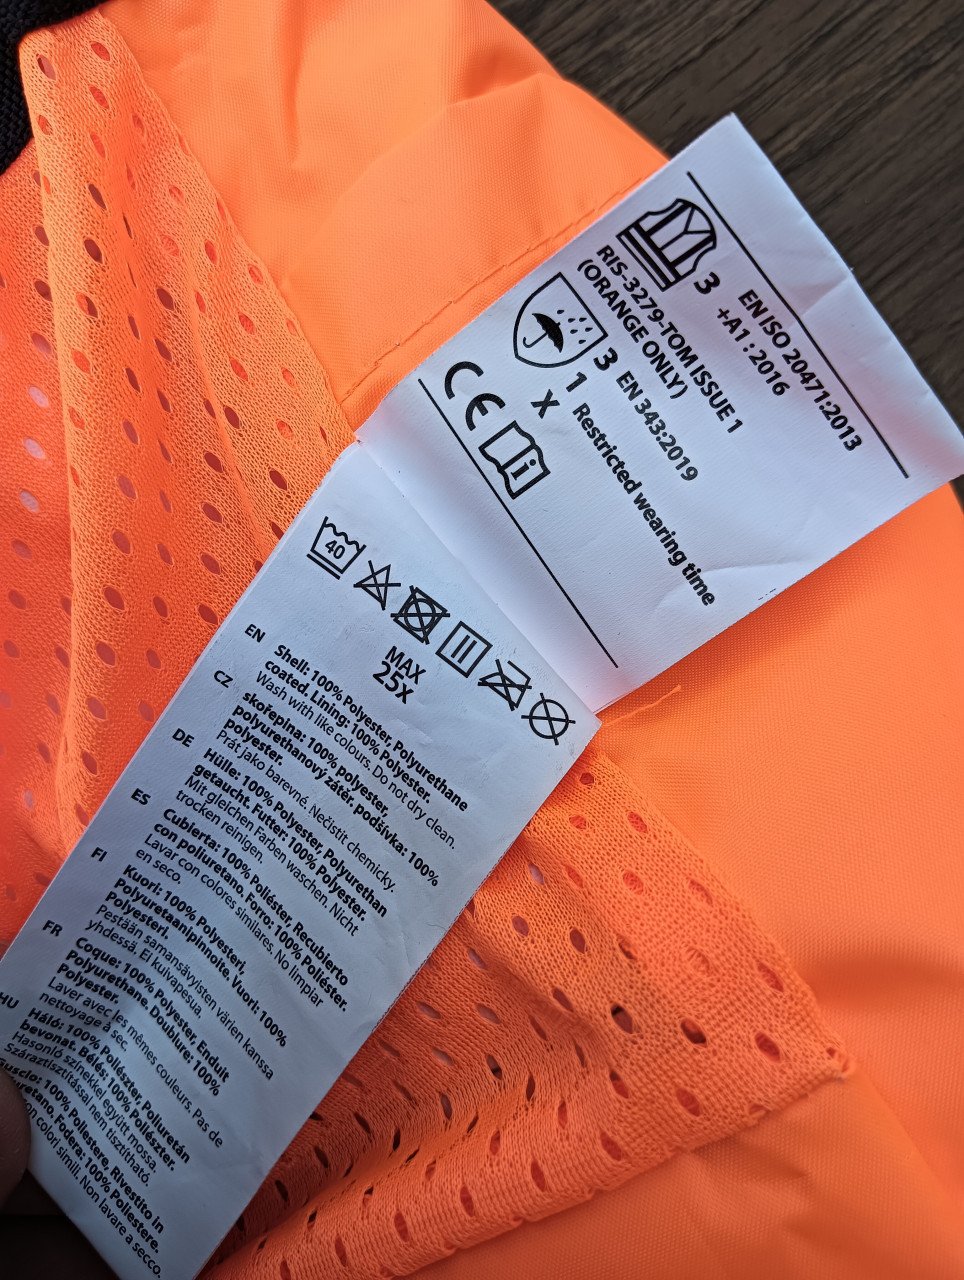 3
EN ISO 20471:2013
+A1 : 2016
RIS-3279-TOM ISSUE 1
(ORANGE ONLY)
3
EN 343:2019
1
X
Restricted wearing time
CE
i
40
MAX
25X
EN
Shell: 100% Polyester, Polyurethane
coated. Lining: 100% Polyester.
Wash with like colours. Do not dry clean.
CZ
skořepina: 100% polyester,
polyurethanový zátěr, podšívka: 100%
polyester.
Prát jako barevné. Nečistit chemicky.
DE
Hülle: 100% Polyester, Polyurethan
getaucht. Futter: 100% Polyester.
Mit gleichen Farben waschen. Nicht
trocken reinigen.
ES
Cubierta: 100% Poliéster, Recubierto
con poliuretano. Forro: 100% Poliéster.
Lavar con colores similares. No limpiar
en seco.
FI
Kuori: 100% Polyesteri,
Polyuretaanipinnoite. Vuori: 100%
Polyesteri.
Pestään samansävyisten värien kanssa
yhdessä. Ei kuivapesua.
FR
Coque: 100% Polyester, Enduit
Polyurethane. Doublure: 100%
Polyester.
Laver avec les mêmes couleurs. Pas de
nettoyage à sec.
HU
Háló: 100% Poliészter, Poliuretán
bevonat. Bélés: 100% Poliészter.
Hasonló színekkel együtt mossa.
Száraztisztítással nem tisztítható.
Guscio: 100% Poliestere, Rivestito in
uretano. Fodera: 100% Poliestere.
on colori simili. Non lavare a secco.